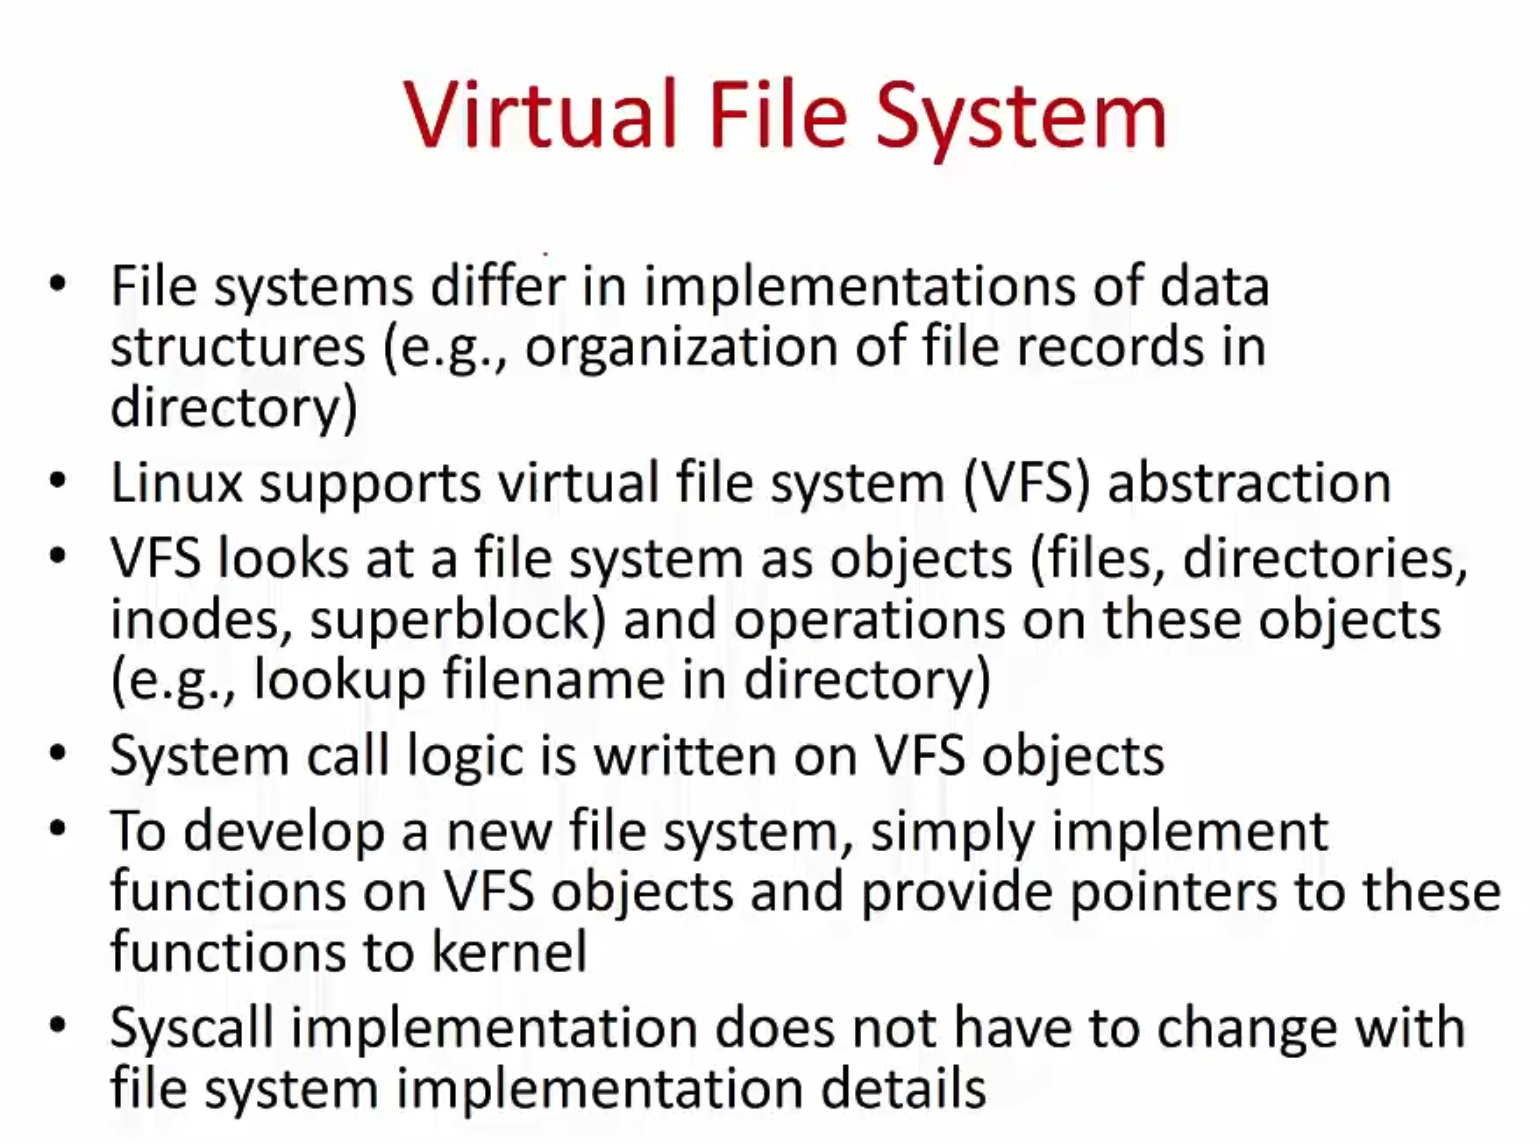 Virtual File System
• File systems differ in implementations of data
structures (e.g., organization of file records in
directory)
• Linux supports virtual file system (VFS) abstraction
• VFS looks at a file system as objects (files, directories,
inodes, superblock) and operations on these objects
(e.g., lookup filename in directory)
• System call logic is written on VFS objects
• To develop a new file system, simply implement
functions on VFS objects and provide pointers to these
functions to kernel
• Syscall implementation does not have to change with
file system implementation details